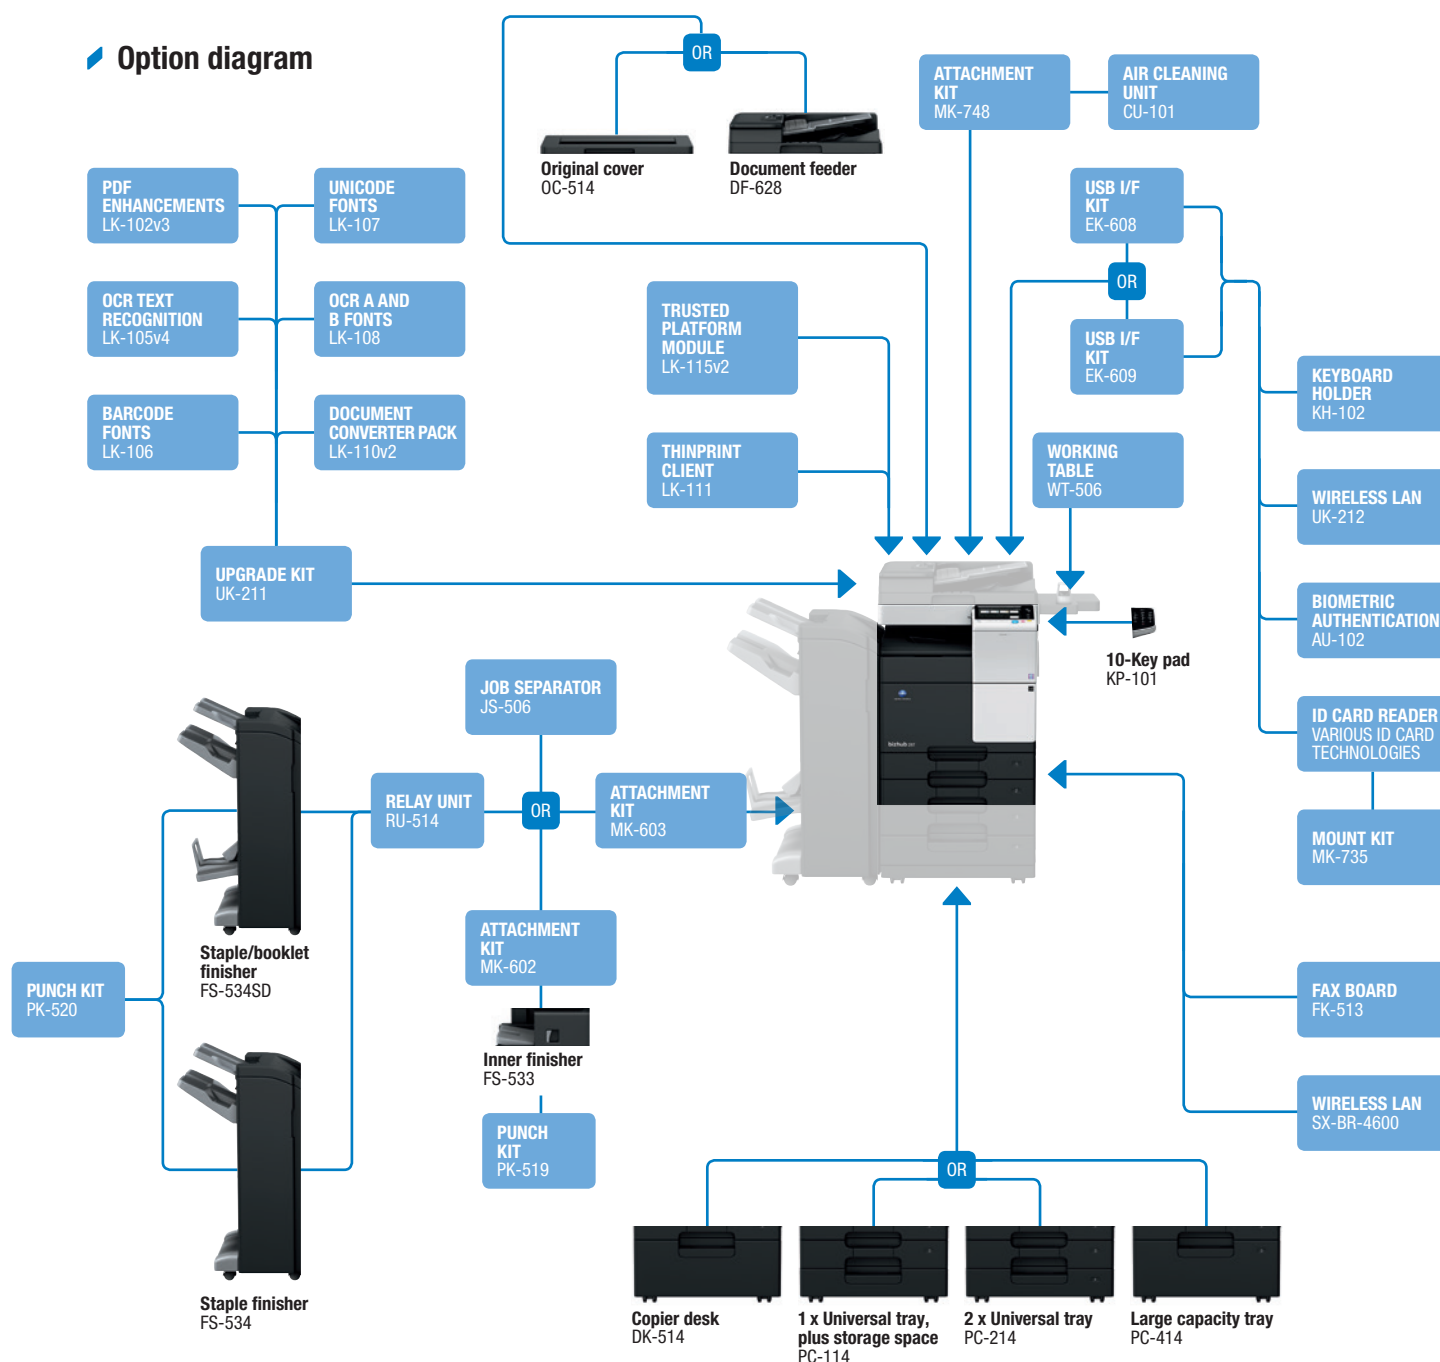 Option diagram
OR
Original cover
OC-514
Document feeder
DF-628
ATTACHMENT
KIT
MK-748
AIR CLEANING
UNIT
CU-101
PDF
ENHANCEMENTS
LK-102v3
UNICODE
FONTS
LK-107
USB I/F
KIT
EK-608
OR
OCR TEXT
RECOGNITION
LK-105v4
OCR A AND
B FONTS
LK-108
TRUSTED
PLATFORM
MODULE
LK-115v2
USB I/F
KIT
EK-609
KEYBOARD
HOLDER
KH-102
BARCODE
FONTS
LK-106
DOCUMENT
CONVERTER PACK
LK-110v2
THINPRINT
CLIENT
LK-111
WORKING
TABLE
WT-506
WIRELESS LAN
UK-212
UPGRADE KIT
UK-211
BIOMETRIC
AUTHENTICATION
AU-102
10-Key pad
KP-101
JOB SEPARATOR
JS-506
ID CARD READER
VARIOUS ID CARD
TECHNOLOGIES
bizhub
RELAY UNIT
RU-514
OR
ATTACHMENT
KIT
MK-603
MOUNT KIT
MK-735
ATTACHMENT
KIT
MK-602
Staple/booklet
finisher
FS-534SD
PUNCH KIT
PK-520
FAX BOARD
FK-513
Inner finisher
FS-533
PUNCH
KIT
PK-519
WIRELESS LAN
SX-BR-4600
OR
Staple finisher
FS-534
Copier desk
DK-514
1 x Universal tray,
plus storage space
PC-114
2 x Universal tray
PC-214
Large capacity tray
PC-414